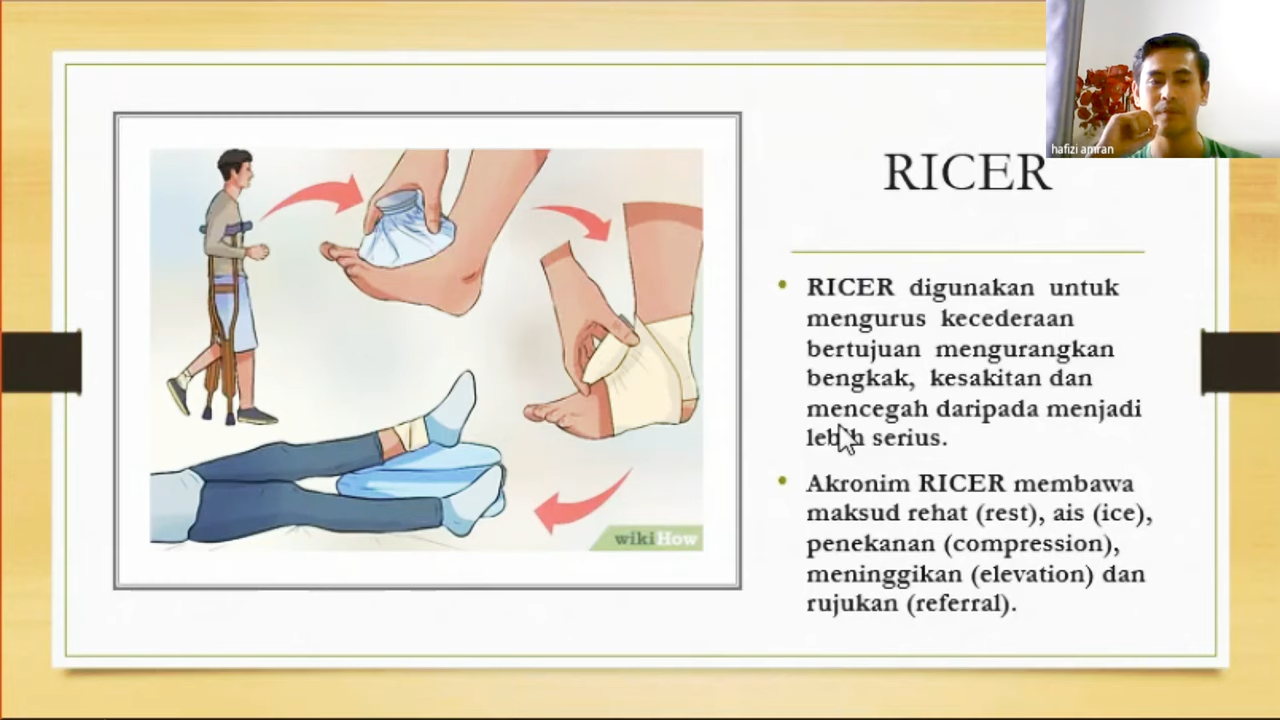 hafizi amran
RICER
RICER digunakan untuk
mengurus kecederaan
bertujuan mengurangkan
bengkak, kesakitan dan
mencegah daripada menjadi
lebih serius.
Akronim RICER membawa
maksud rehat (rest), ais (ice),
penekanan (compression),
meninggikan (elevation) dan
rujukan (referral).
wikiHow